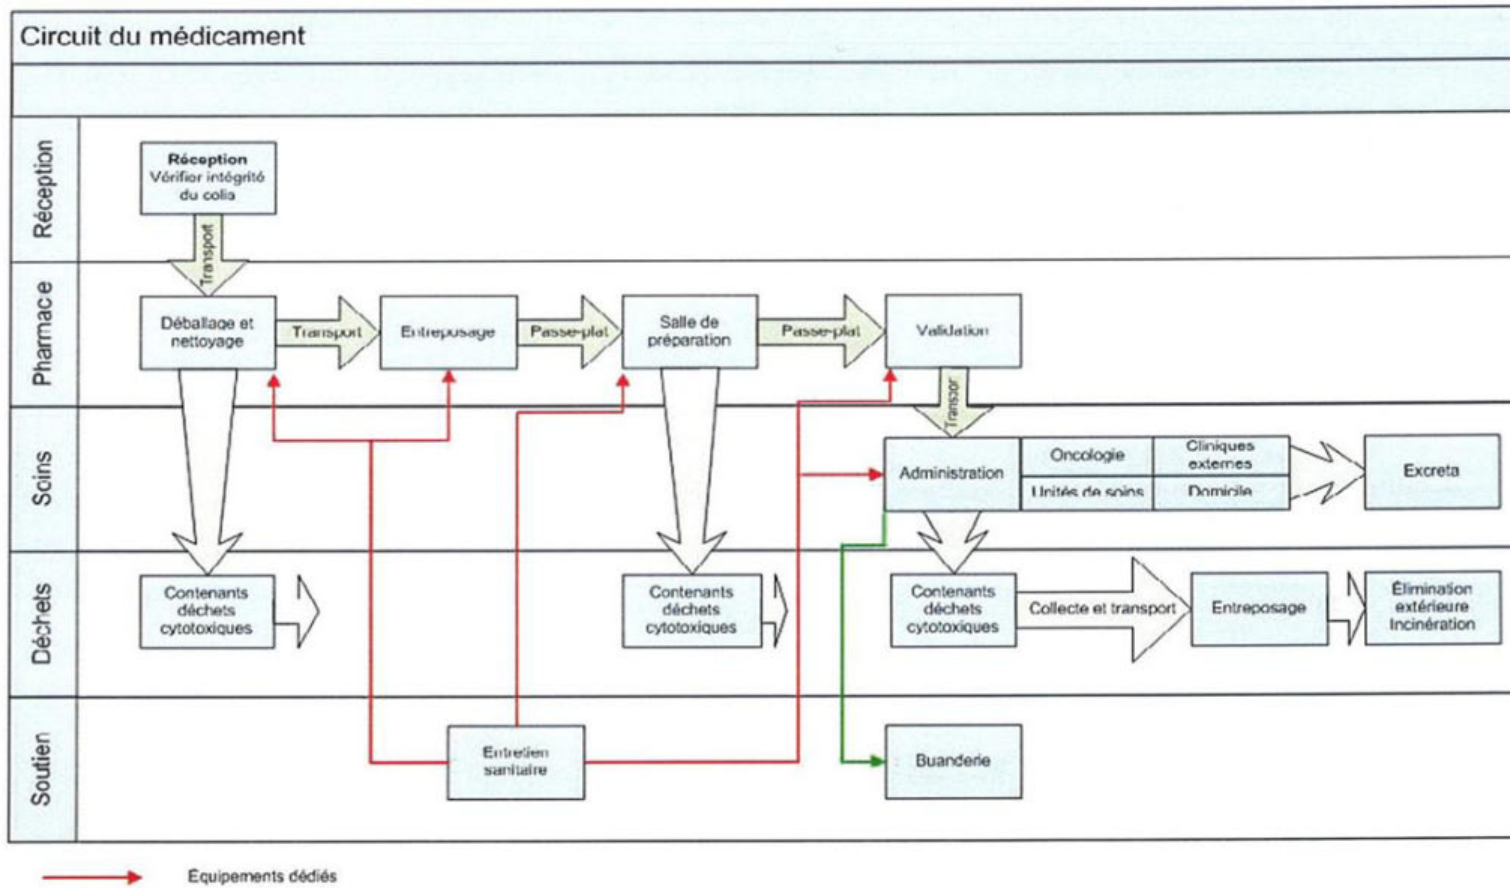 Circuit du médicament
Réception
Réception
Vérifier intégrité
du colis
Transport
Pharmace
Déballage et
nettoyage
Transport
Entreposage
Passe-plat
Salle de
préparation
Passe-plat
Validation
Transpor
Soins
Administration
Oncologie
Cliniques
externes
Unités de soins
Domicile
Excreta
Déchets
Contenants
déchets
cytotoxiques
Contenants
déchets
cytotoxiques
Contenants
déchets
cytotoxiques
Collecte et transport
Entreposage
Élimination
extérieure
Incinération
Soutien
Entretien
sanitaire
Buanderie
Équipements dédiés